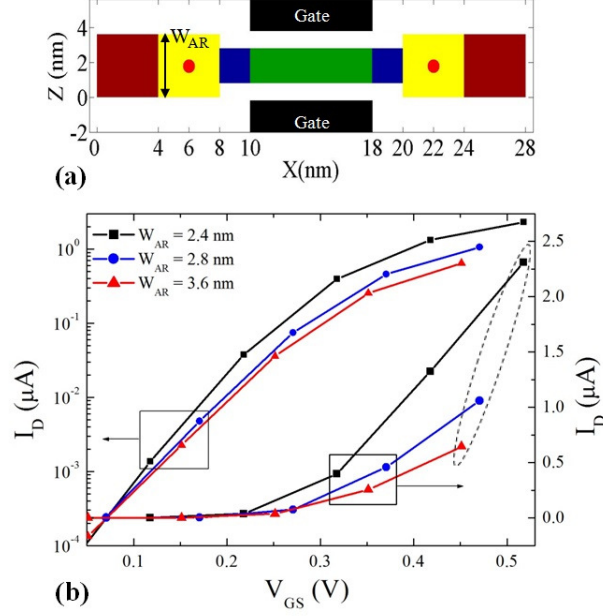 Gate
W_AR
Z (nm)
6
4
2
0
-2
Gate
0 4 6 8 10 18 20 22 24 28
X(nm)
(a)
W_AR = 2.4 nm
W_AR = 2.8 nm
W_AR = 3.6 nm
10^0
10^-1
10^-2
10^-3
10^-4
I_D (μA)
2.5
2.0
1.5
1.0
0.5
0.0
I_D (μA)
0.1 0.2 0.3 0.4 0.5
V_GS (V)
(b)